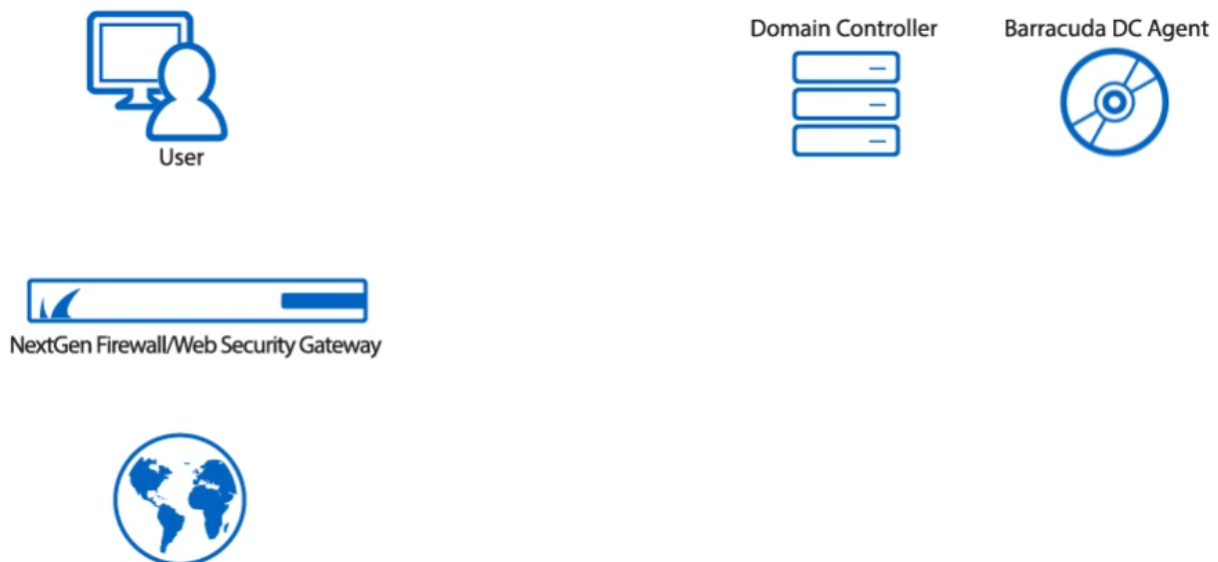 Domain Controller
Barracuda DC Agent
User
NextGen Firewall/Web Security Gateway